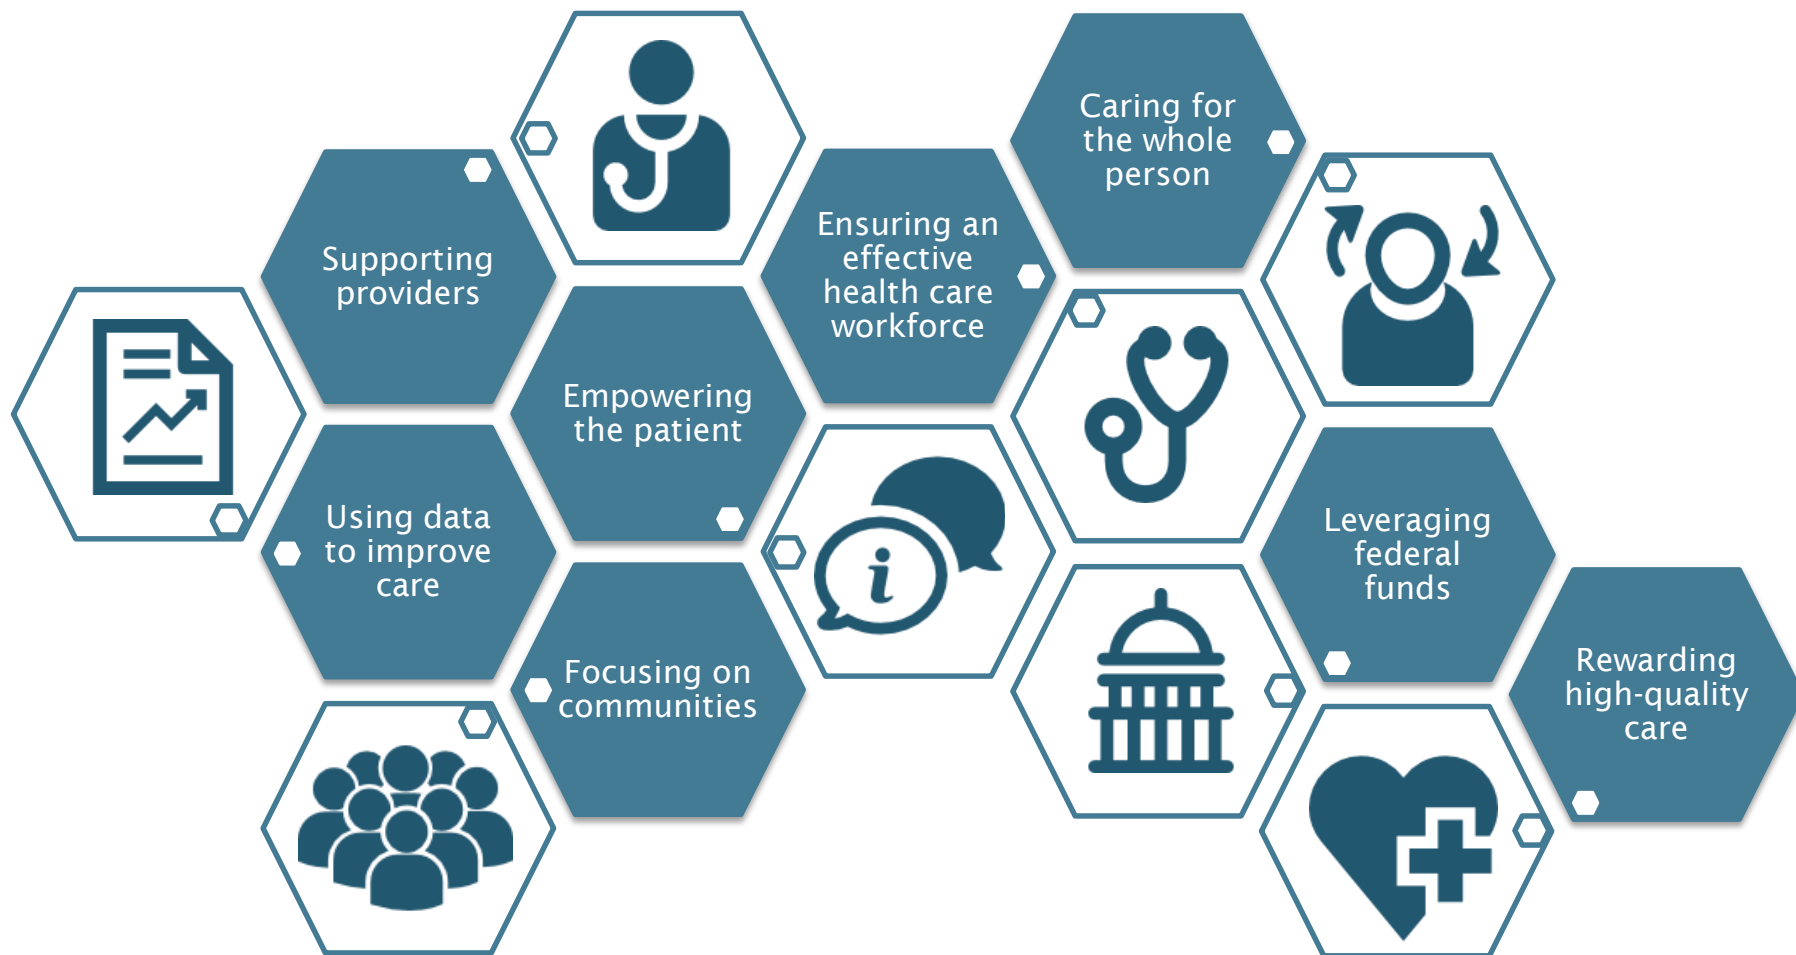 Caring for
the whole
person
Supporting
providers
Ensuring an
effective
health care
workforce
Empowering
the patient
Using data
to improve
care
i
Leveraging
federal
funds
Focusing on
communities
Rewarding
high-quality
care